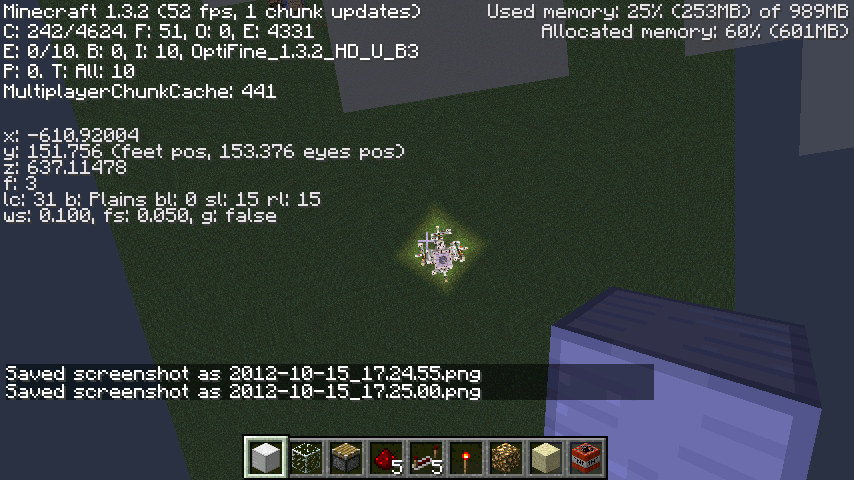 Minecraft 1.3.2 (52 fps, 1 chunk updates)
Used memory: 25% (253MB) of 989MB
C: 242/4624. F: 51, O: 0, E: 4331
Allocated memory: 60% (601MB)
E: 0/10. B: 0, I: 10, OptiFine_1.3.2_HD_U_B3
P: 0. T: All: 10
MultiplayerChunkCache: 441
x: -610.92004
y: 151.756 (feet pos, 153.376 eyes pos)
z: 637.11478
f: 3
lc: 31 b: Plains bl: 0 sl: 15 rl: 15
ws: 0.100, fs: 0.050, g: false
Saved screenshot as 2012-10-15_17.24.55.png
Saved screenshot as 2012-10-15_17.25.00.png
5 5